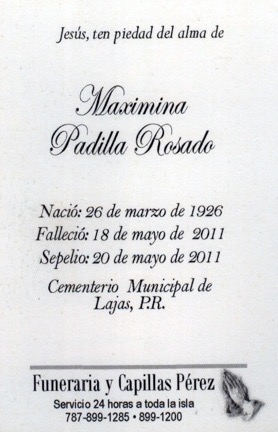 Jesús, ten piedad del alma de
Maximina
Padilla Rosado
Nació: 26 de marzo de 1926
Falleció: 18 de mayo de 2011
Sepelio: 20 de mayo de 2011
Cementerio Municipal de
Lajas, P.R.
Funeraria y Capillas Pérez
Servicio 24 horas a toda la isla
787-899-1285 • 899-1200